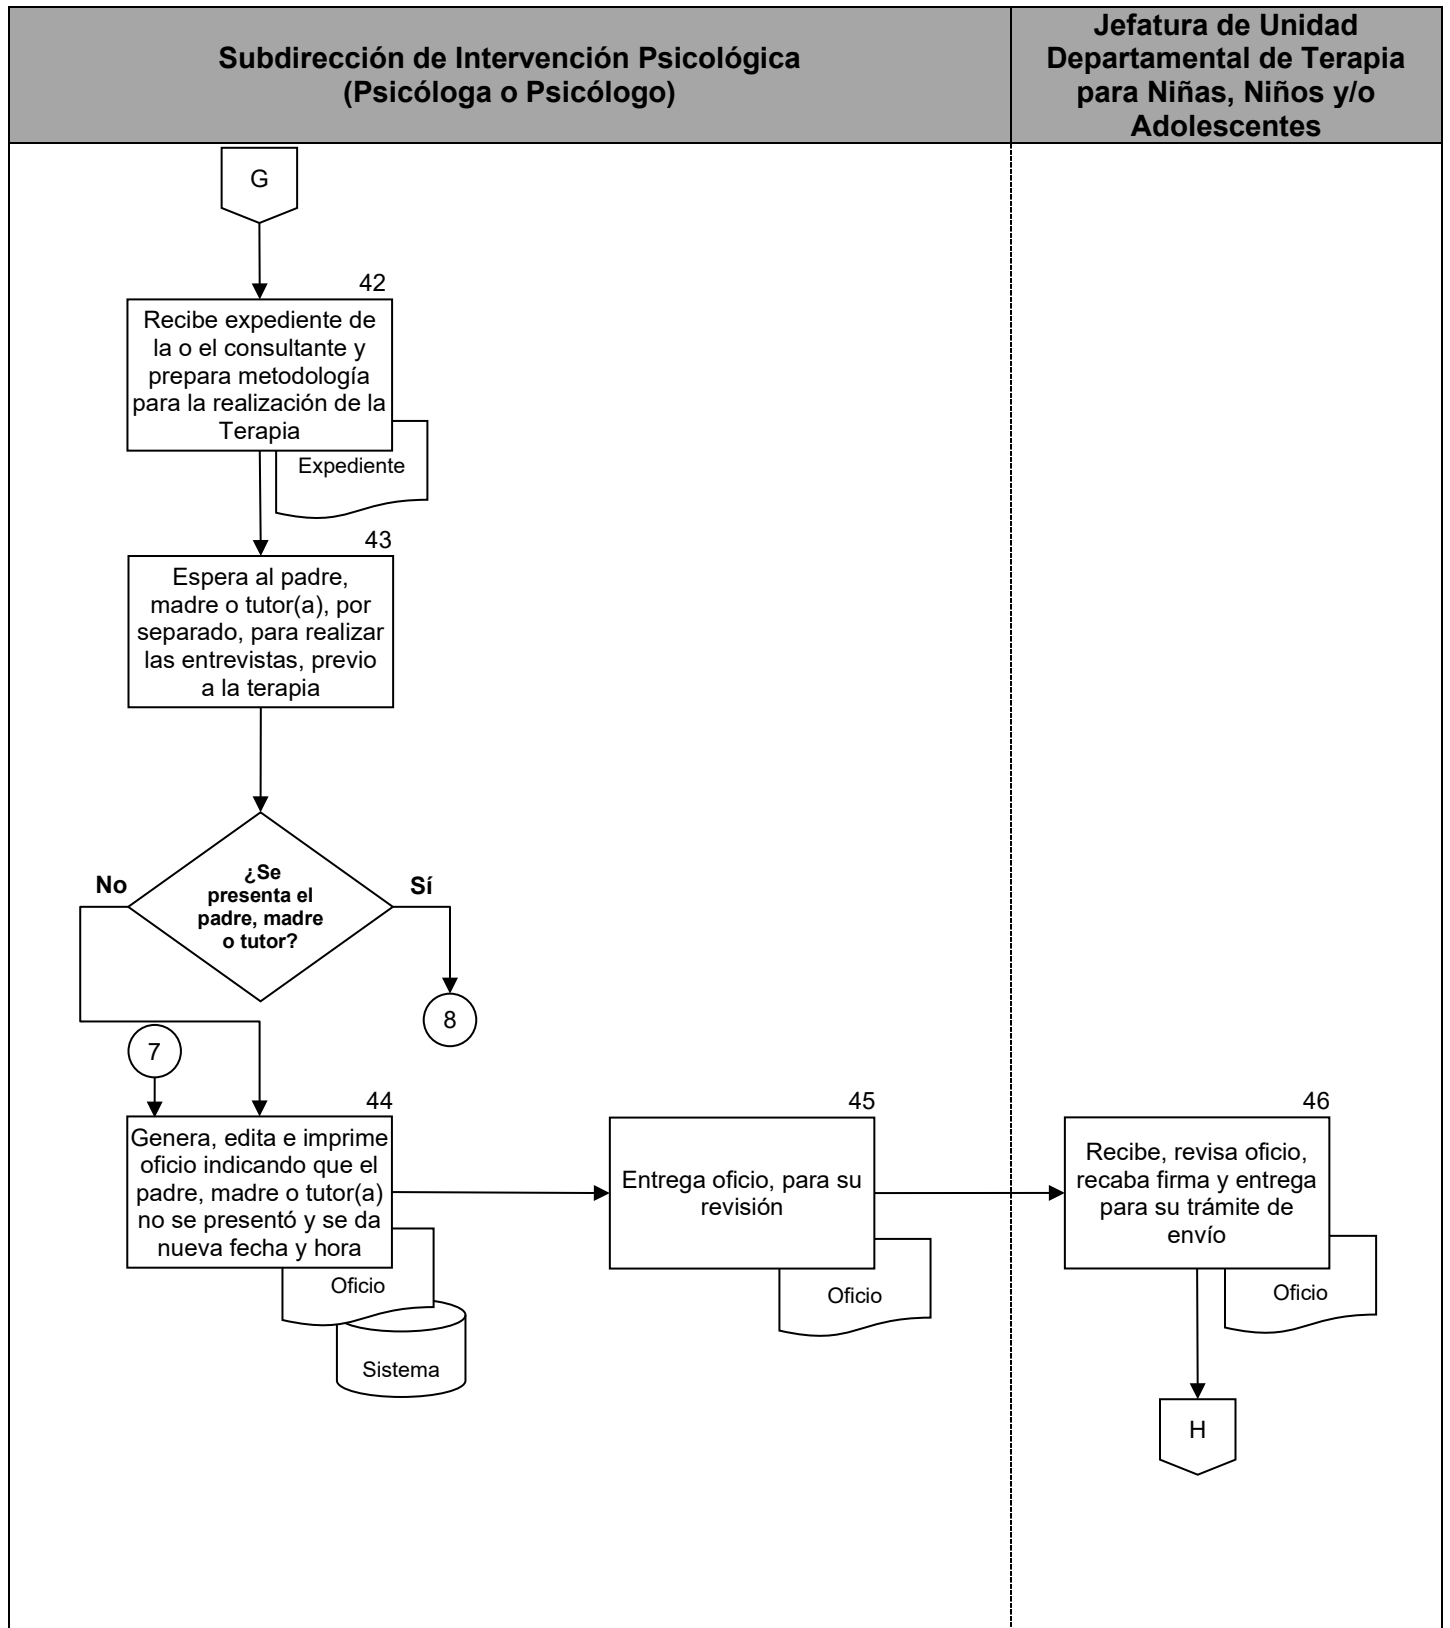 Subdirección de Intervención Psicológica
(Psicóloga o Psicólogo)
Jefatura de Unidad
Departamental de Terapia
para Niñas, Niños y/o
Adolescentes
G
42
Recibe expediente de
la o el consultante y
prepara metodología
para la realización de la
Terapia
Expediente
43
Espera al padre,
madre o tutor(a), por
separado, para realizar
las entrevistas, previo
a la terapia
¿Se
presenta el
padre, madre
o tutor?
No
Sí
8
7
44
Genera, edita e imprime
oficio indicando que el
padre, madre o tutor(a)
no se presentó y se da
nueva fecha y hora
Oficio
Sistema
45
Entrega oficio, para su
revisión
Oficio
46
Recibe, revisa oficio,
recaba firma y entrega
para su trámite de
envío
Oficio
H